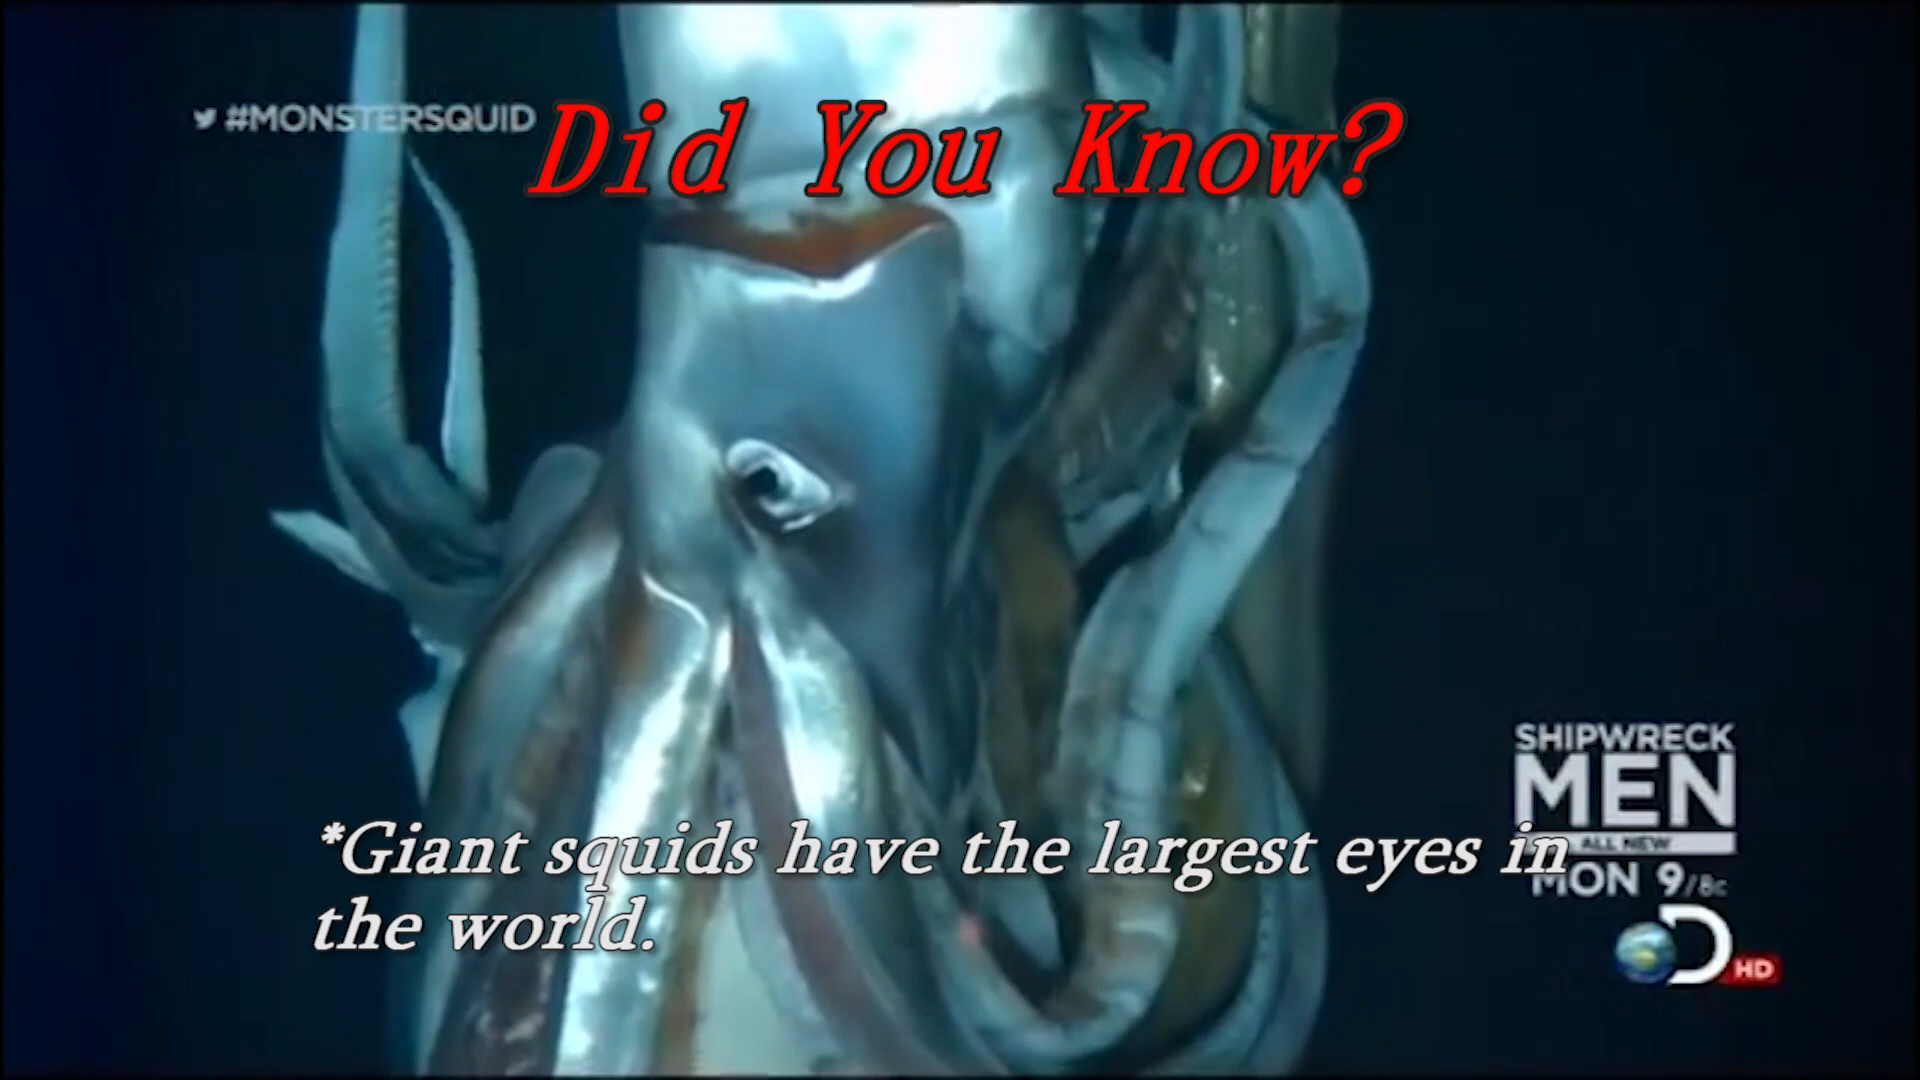 #MONSTERSQUID
Did You Know?
SHIPWRECK
MEN
ALL NEW
MON 9/8c
*Giant squids have the largest eyes in
the world.
HD